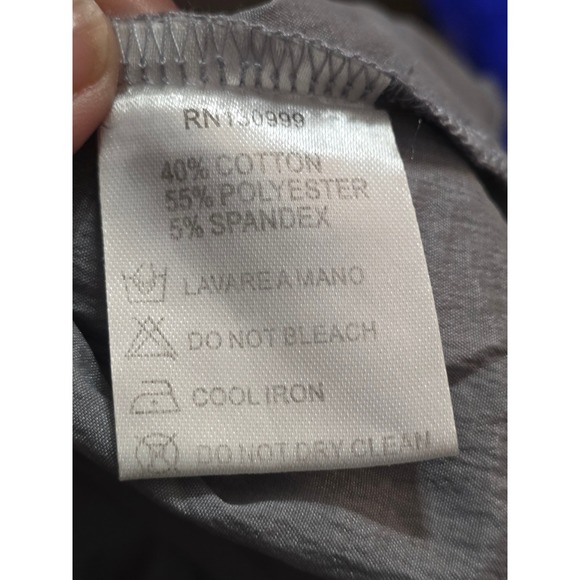 RN130999
40% COTTON
55% POLYESTER
5% SPANDEX
LAVARE A MANO
DO NOT BLEACH
COOL IRON
DO NOT DRY CLEAN